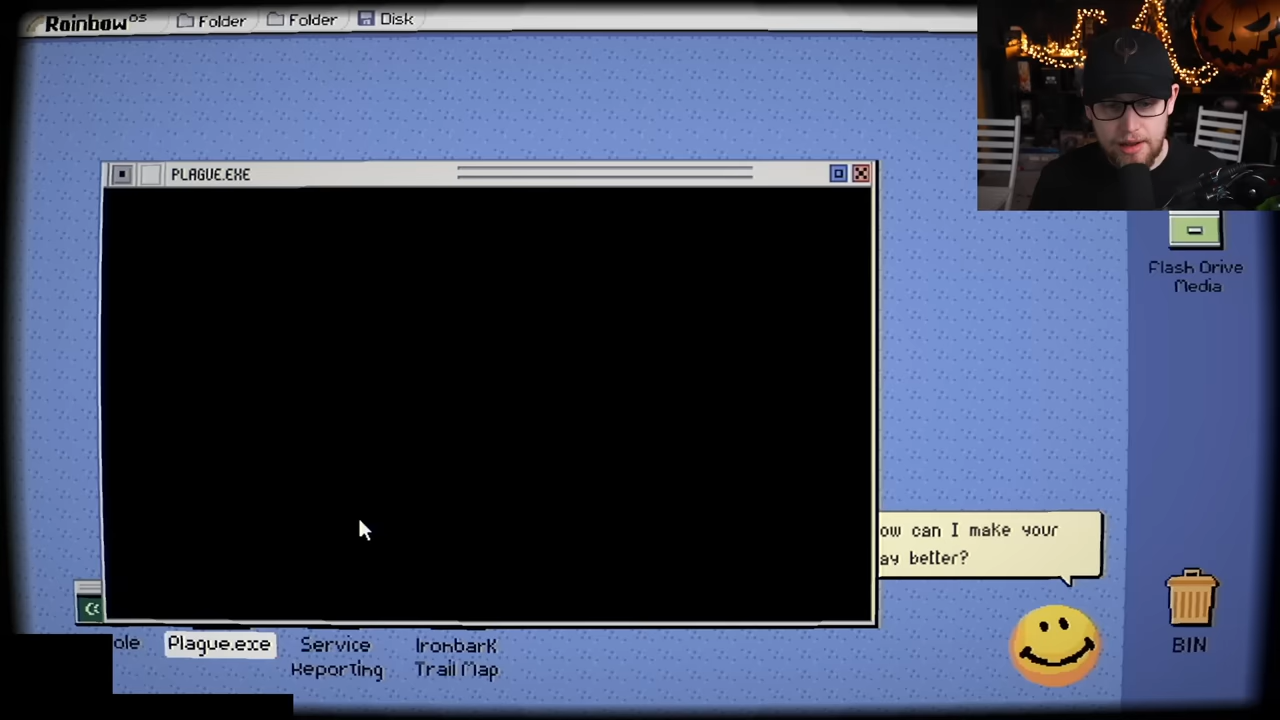 Rainbow OS
Folder
Folder
Disk
PLAGUE.EXE
Flash Drive
Media
ow can I make your
ay better?
ole
Plague.exe
Service
Reporting
Ironbark
Trail Map
BIN